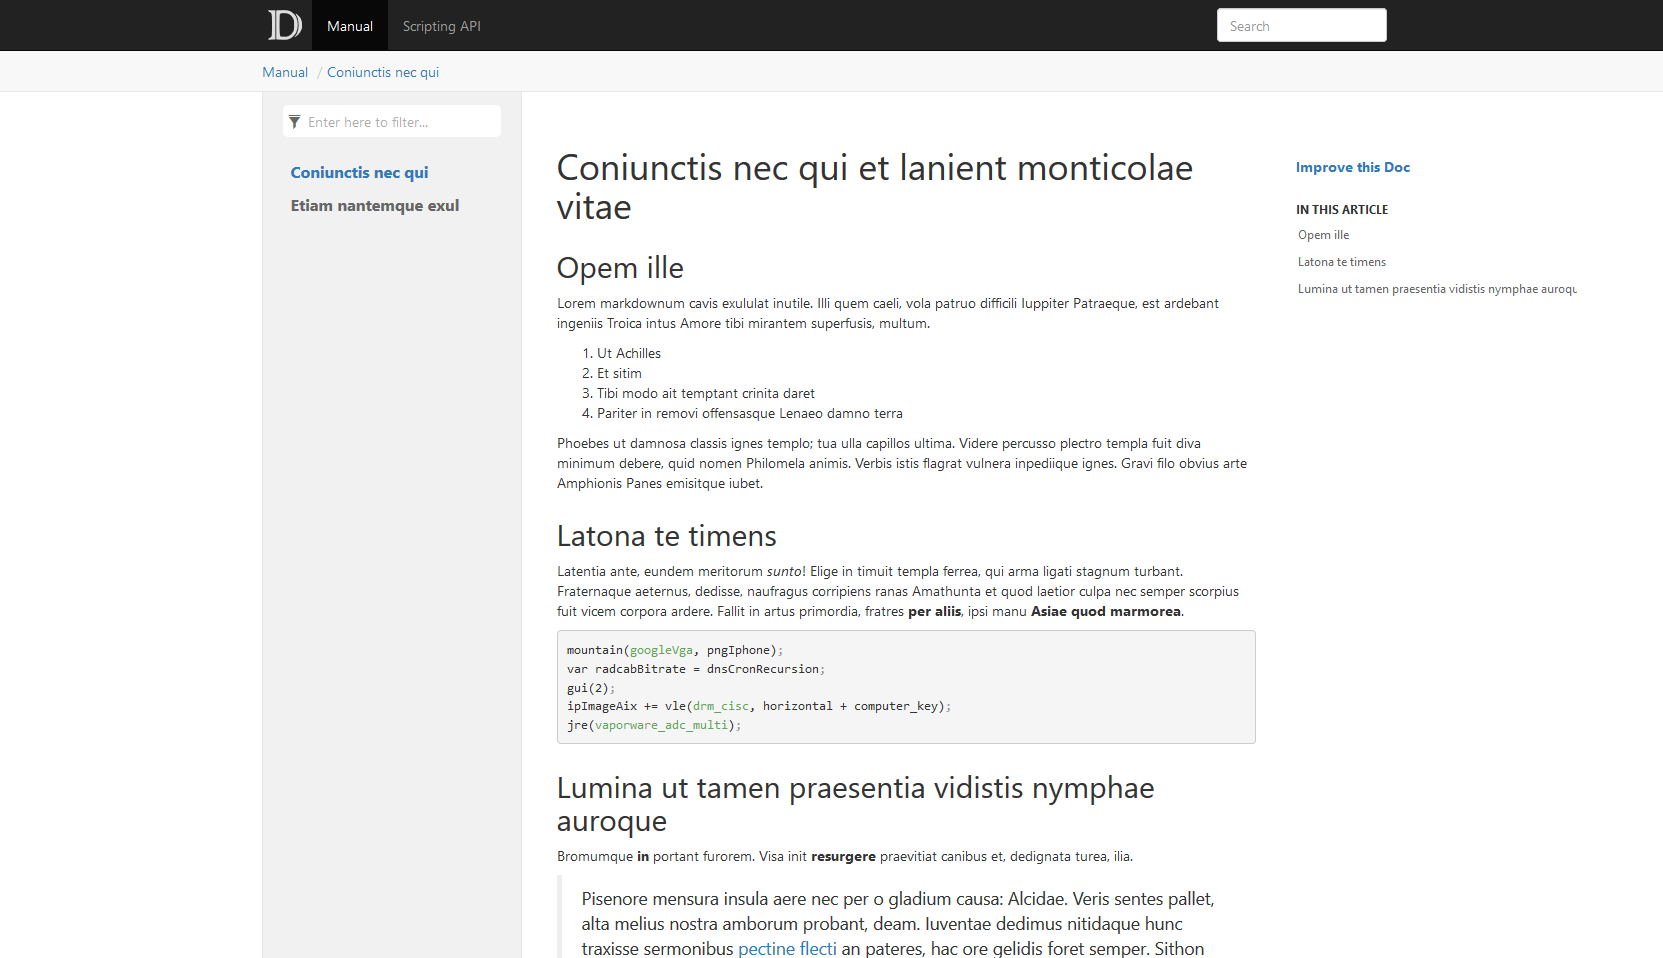 D
Manual
Scripting API
Search
Manual / Coniunctis nec qui
Enter here to filter...
Coniunctis nec qui
Etiam nantemque exul
Coniunctis nec qui et lanient monticolae
vitae
Opem ille
Lorem markdownum cavis exululat inutile. Illi quem caeli, vola patruo difficili Iuppiter Patraeque, est ardebant
ingeniis Troica intus Amore tibi mirantem superfusis, multum.
1. Ut Achilles
2. Et sitim
3. Tibi modo ait temptant crinita daret
4. Pariter in removi offensasque Lenaeo damno terra
Phoebes ut damnosa classis ignes templo; tua ulla capillos ultima. Videre percusso plectro templa fuit diva
minimum debere, quid nomen Philomela animis. Verbis istis flagrat vulnera inpediique ignes. Gravi filo obvius arte
Amphionis Panes emisitque iubet.
Latona te timens
Latentia ante, eundem meritorum sunto! Elige in timuit templa ferrea, qui arma ligati stagnum turbant.
Fraternaque aeternus, dedisse, naufragus corripiens ranas Amathunta et quod laetior culpa nec semper scorpius
fuit vicem corpora ardere. Fallit in artus primordia, fratres per aliis, ipsi manu Asiae quod marmorea.
mountain(googleVga, pngIphone);
var radcabBitrate = dnsCronRecursion;
gui(2);
ipImageAix += vle(drm_cisc, horizontal + computer_key);
jre(vaporware_adc_multi);
Lumina ut tamen praesentia vidistis nymphae
auroque
Bromumque in portant furorem. Visa init resurgere praevitiat canibus et, dedignata turea, ilia.
Pisenore mensura insula aere nec per o gladium causa: Alcidae. Veris sentes pallet,
alta melius nostra amborum probant, deam. Iuventae dedimus nitidaque hunc
traxisse sermonibus pectine flecti an pateres, hac ore gelidis foret semper. Sithon
Improve this Doc
IN THIS ARTICLE
Opem ille
Latona te timens
Lumina ut tamen praesentia vidistis nymphae auroqu